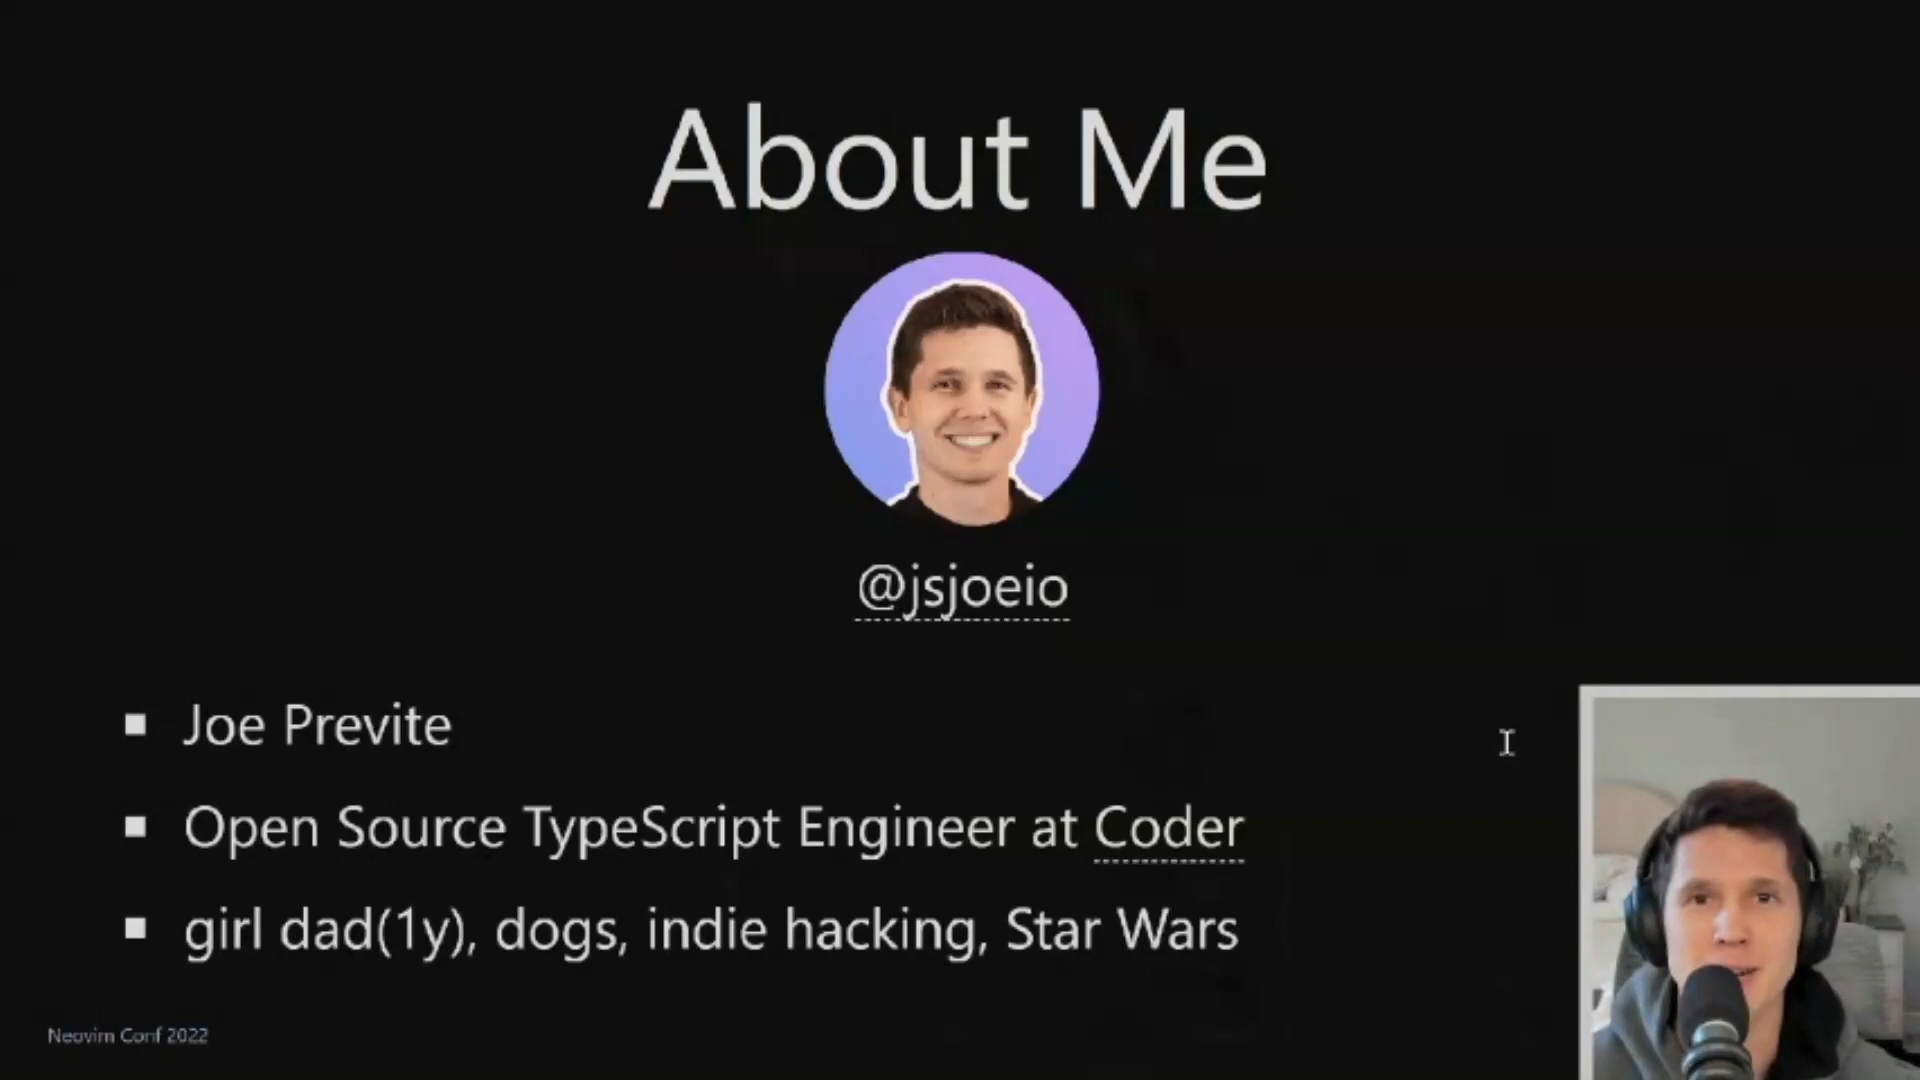 About Me
@jsjoeio
Joe Previte
Open Source TypeScript Engineer at Coder
girl dad(1y), dogs, indie hacking, Star Wars
Neovim Conf 2022